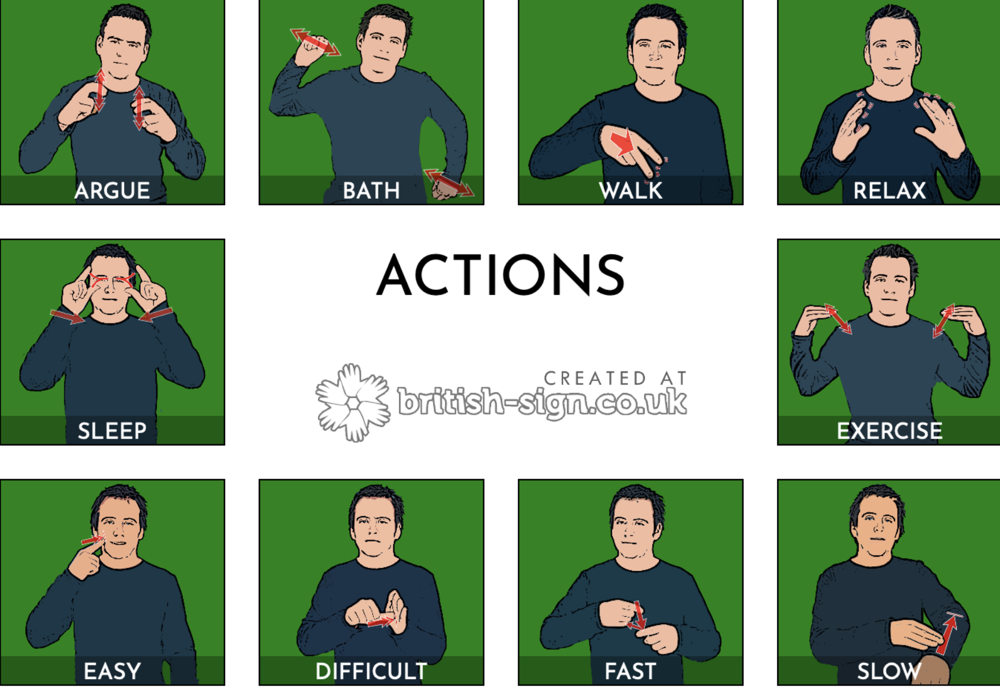 ARGUE
BATH
WALK
RELAX
ACTIONS
SLEEP
CREATED AT
british-sign.co.uk
EXERCISE
EASY
DIFFICULT
FAST
SLOW